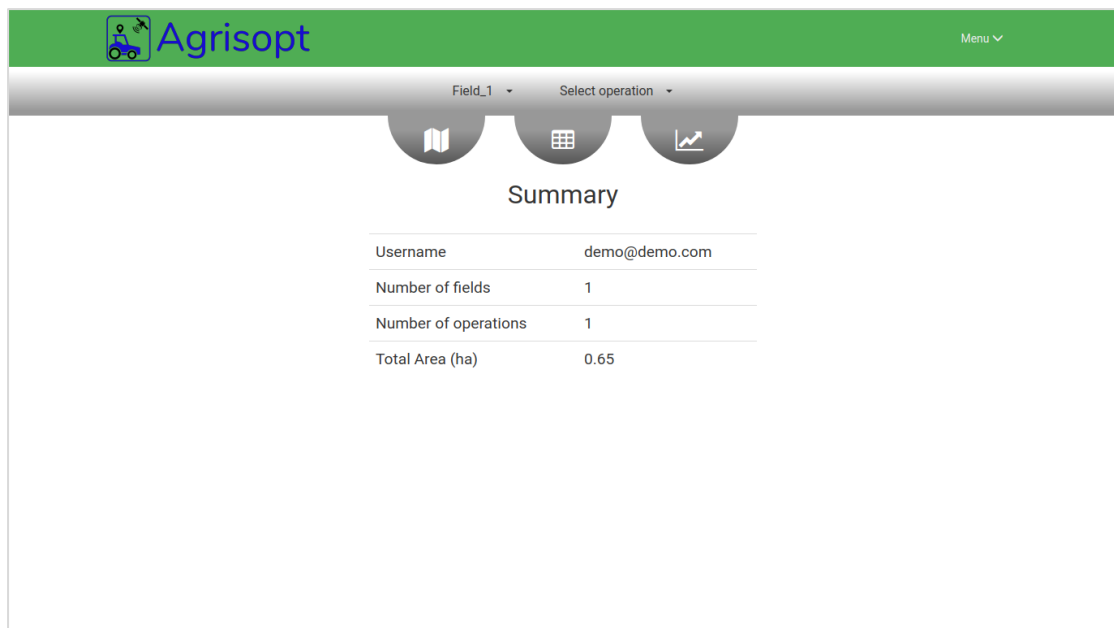 Agrisopt
Menu
Field_1 Select operation
Summary
Username demo@demo.com
Number of fields 1
Number of operations 1
Total Area (ha) 0.65